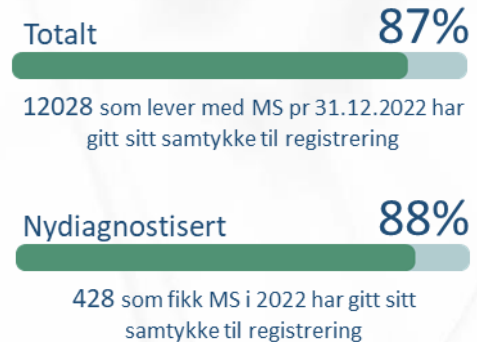 Totalt 87%
12028 som lever med MS pr 31.12.2022 har
gitt sitt samtykke til registrering
Nydiagnostisert 88%
428 som fikk MS i 2022 har gitt sitt
samtykke til registrering